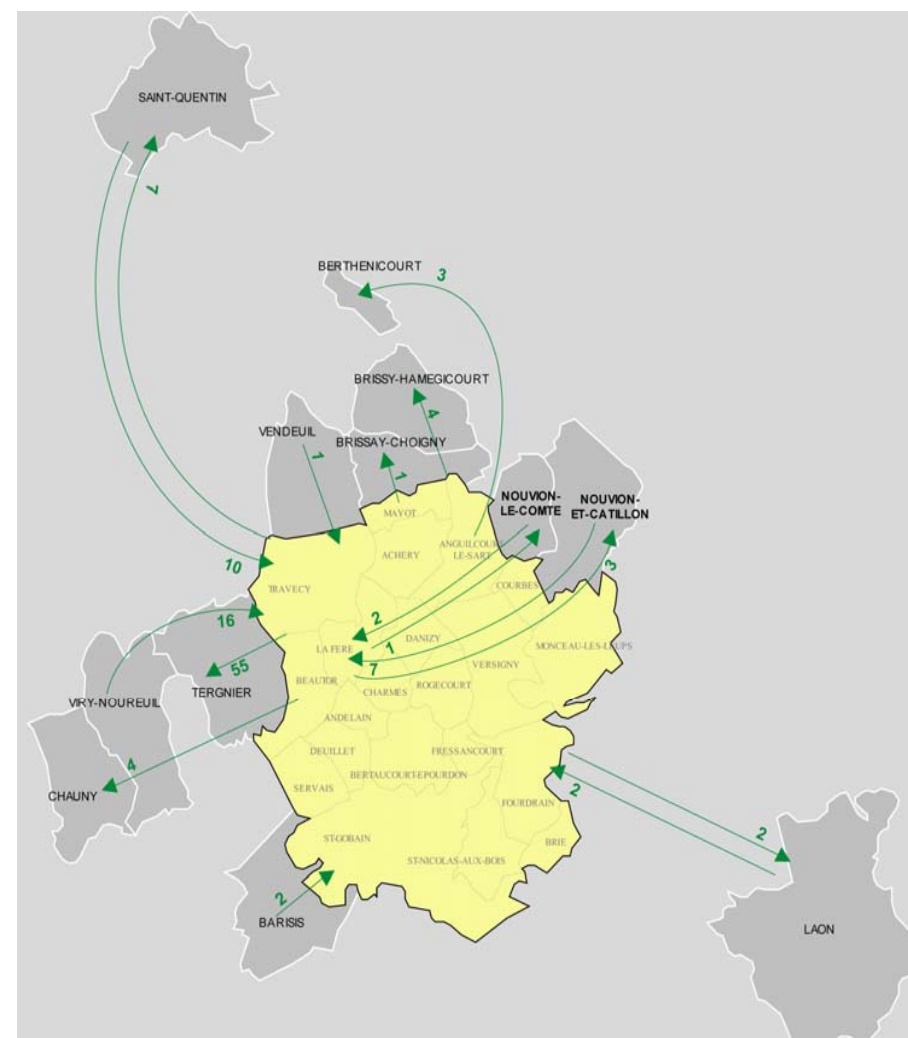 SAINT-QUENTIN
7
BERTHENICOURT
3
BRISSY-HAMEGICOURT
4
VENDEUIL
1
BRISSAY-CHOIGNY
1
NOUVION-
LE-COMTE
NOUVION-
ET-CATILLON
MAYOT
ANGUILCOURT
LE-SART
ACHERY
10
3
TRAVECY
COURBES
16
2
1
DANIZY
LA FERE
MONCEAU-LES-LEUPS
55
7
VERSIGNY
TERGNIER
BEAUTOR
CHARMES
ROGECOURT
VIRY-NOUREUIL
ANDELAIN
DEUILLET
FRESSANCOURT
4
BERTAUCOURT-EPOURDON
SERVAIS
CHAUNY
2
FOURDRAIN
2
ST-GOBAIN
BRIE
ST-NICOLAS-AUX-BOIS
2
BARISIS
LAON